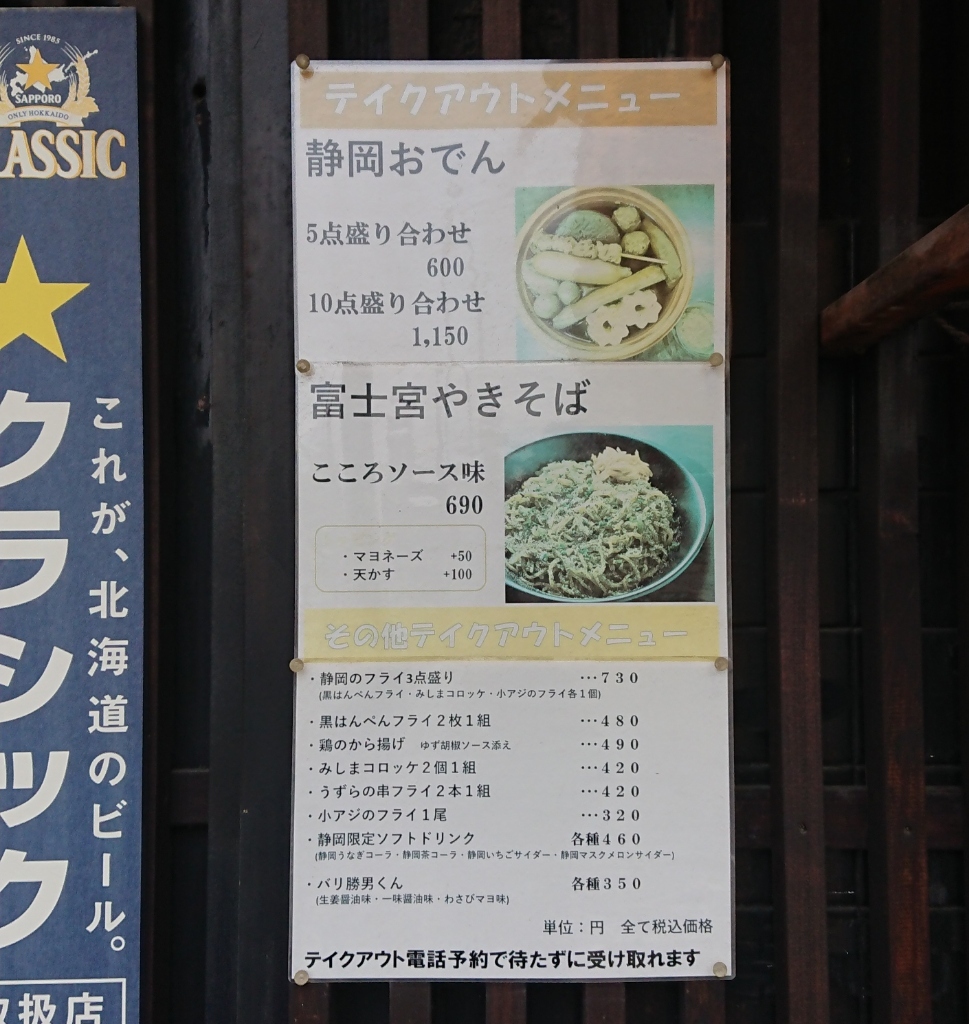 SINCE 1985
SAPPORO
ONLY HOKKAIDO
LASSIC
クラシック
これが、北海道のビール。
取扱店
テイクアウトメニュー
静岡おでん
5点盛り合わせ
600
10点盛り合わせ
1,150
富士宮やきそば
こころソース味
690
・マヨネーズ +50
・天かす +100
その他テイクアウトメニュー
・静岡のフライ3点盛り …730
(黒はんぺんフライ・みしまコロッケ・小アジのフライ各1個)
・黒はんぺんフライ2枚1組 …480
・鶏のから揚げ ゆず胡椒ソース添え …490
・みしまコロッケ2個1組 …420
・うずらの串フライ2本1組 …420
・小アジのフライ1尾 …320
・静岡限定ソフトドリンク 各種460
(静岡うなぎコーラ・静岡茶コーラ・静岡いちごサイダー・静岡マスクメロンサイダー)
・バリ勝男くん 各種350
(生姜醤油味・一味醤油味・わさびマヨ味)
単位：円 全て税込価格
テイクアウト電話予約で待たずに受け取れます